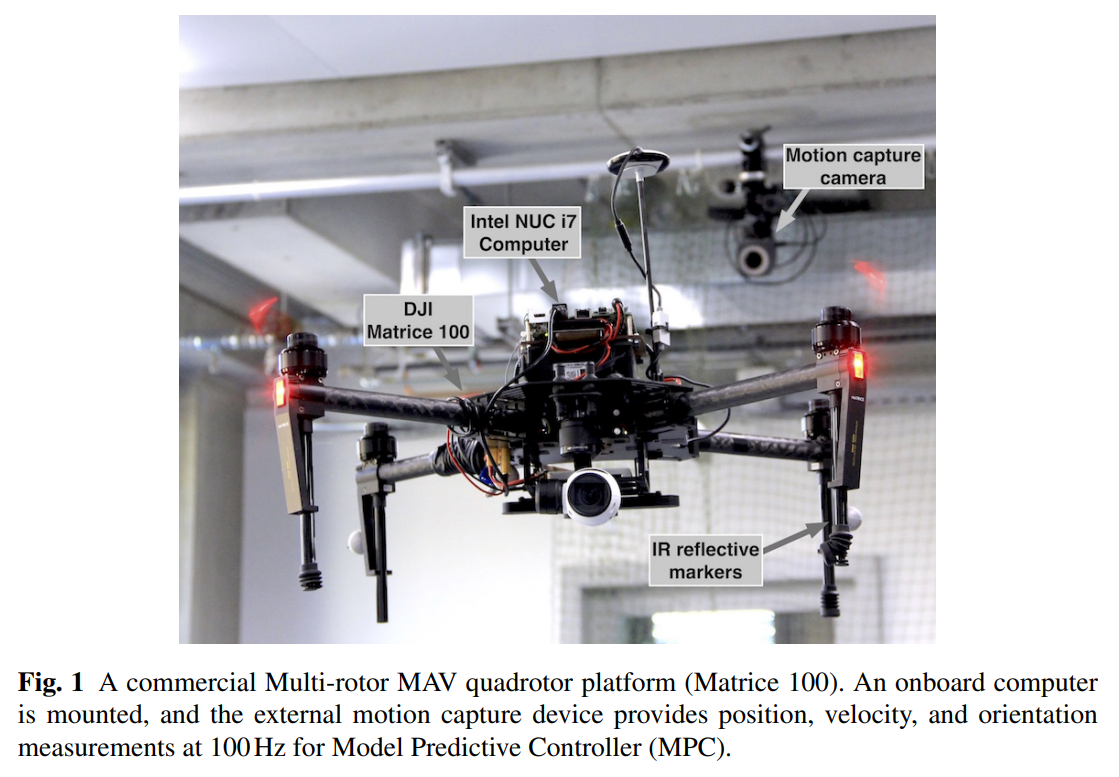 Motion capture
camera
Intel NUC i7
Computer
DJI
Matrice 100
IR reflective
markers
Fig. 1 A commercial Multi-rotor MAV quadrotor platform (Matrice 100). An onboard computer
is mounted, and the external motion capture device provides position, velocity, and orientation
measurements at 100 Hz for Model Predictive Controller (MPC).